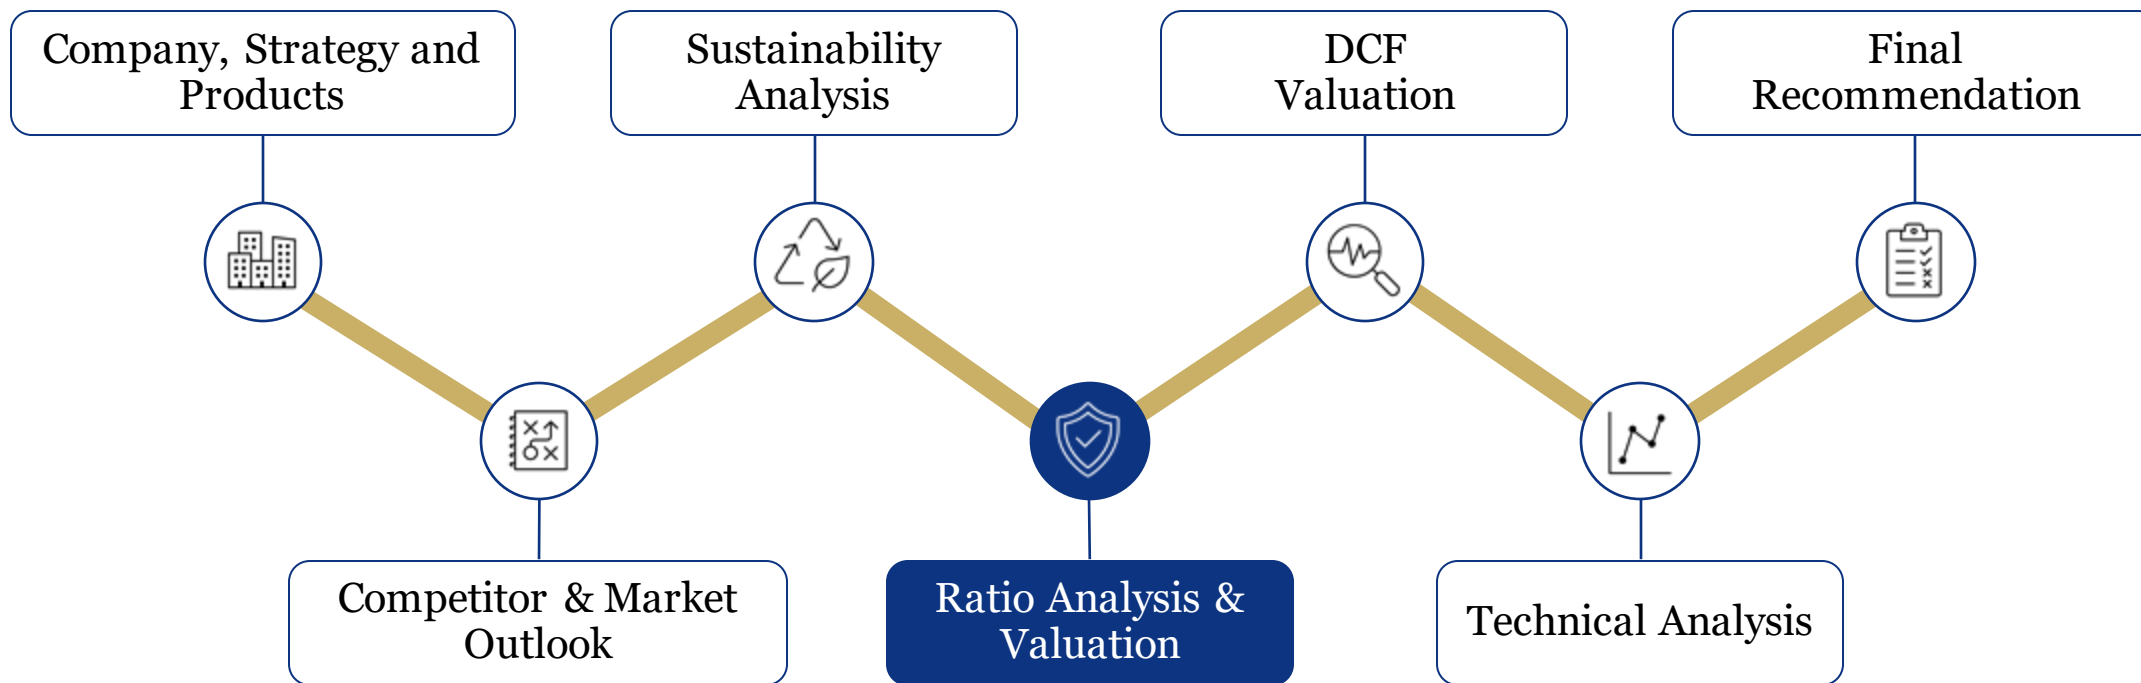 Company, Strategy and
Products
Sustainability
Analysis
DCF
Valuation
Final
Recommendation
Competitor & Market
Outlook
Ratio Analysis &
Valuation
Technical Analysis